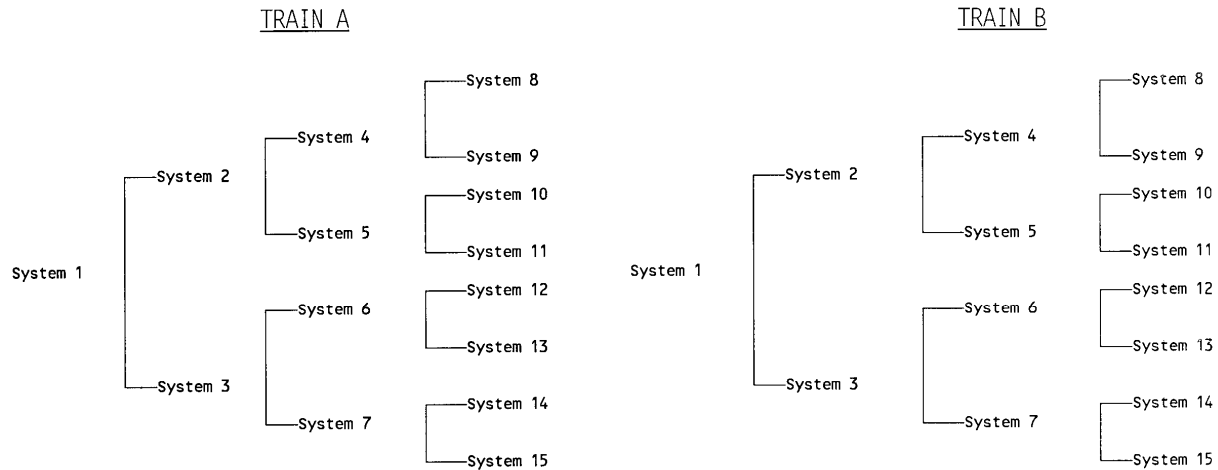 TRAIN A
System 8
System 4
System 9
System 2
System 10
System 5
System 11
System 1
System 12
System 6
System 13
System 3
System 14
System 7
System 15
TRAIN B
System 8
System 4
System 9
System 2
System 10
System 5
System 11
System 1
System 12
System 6
System 13
System 3
System 14
System 7
System 15